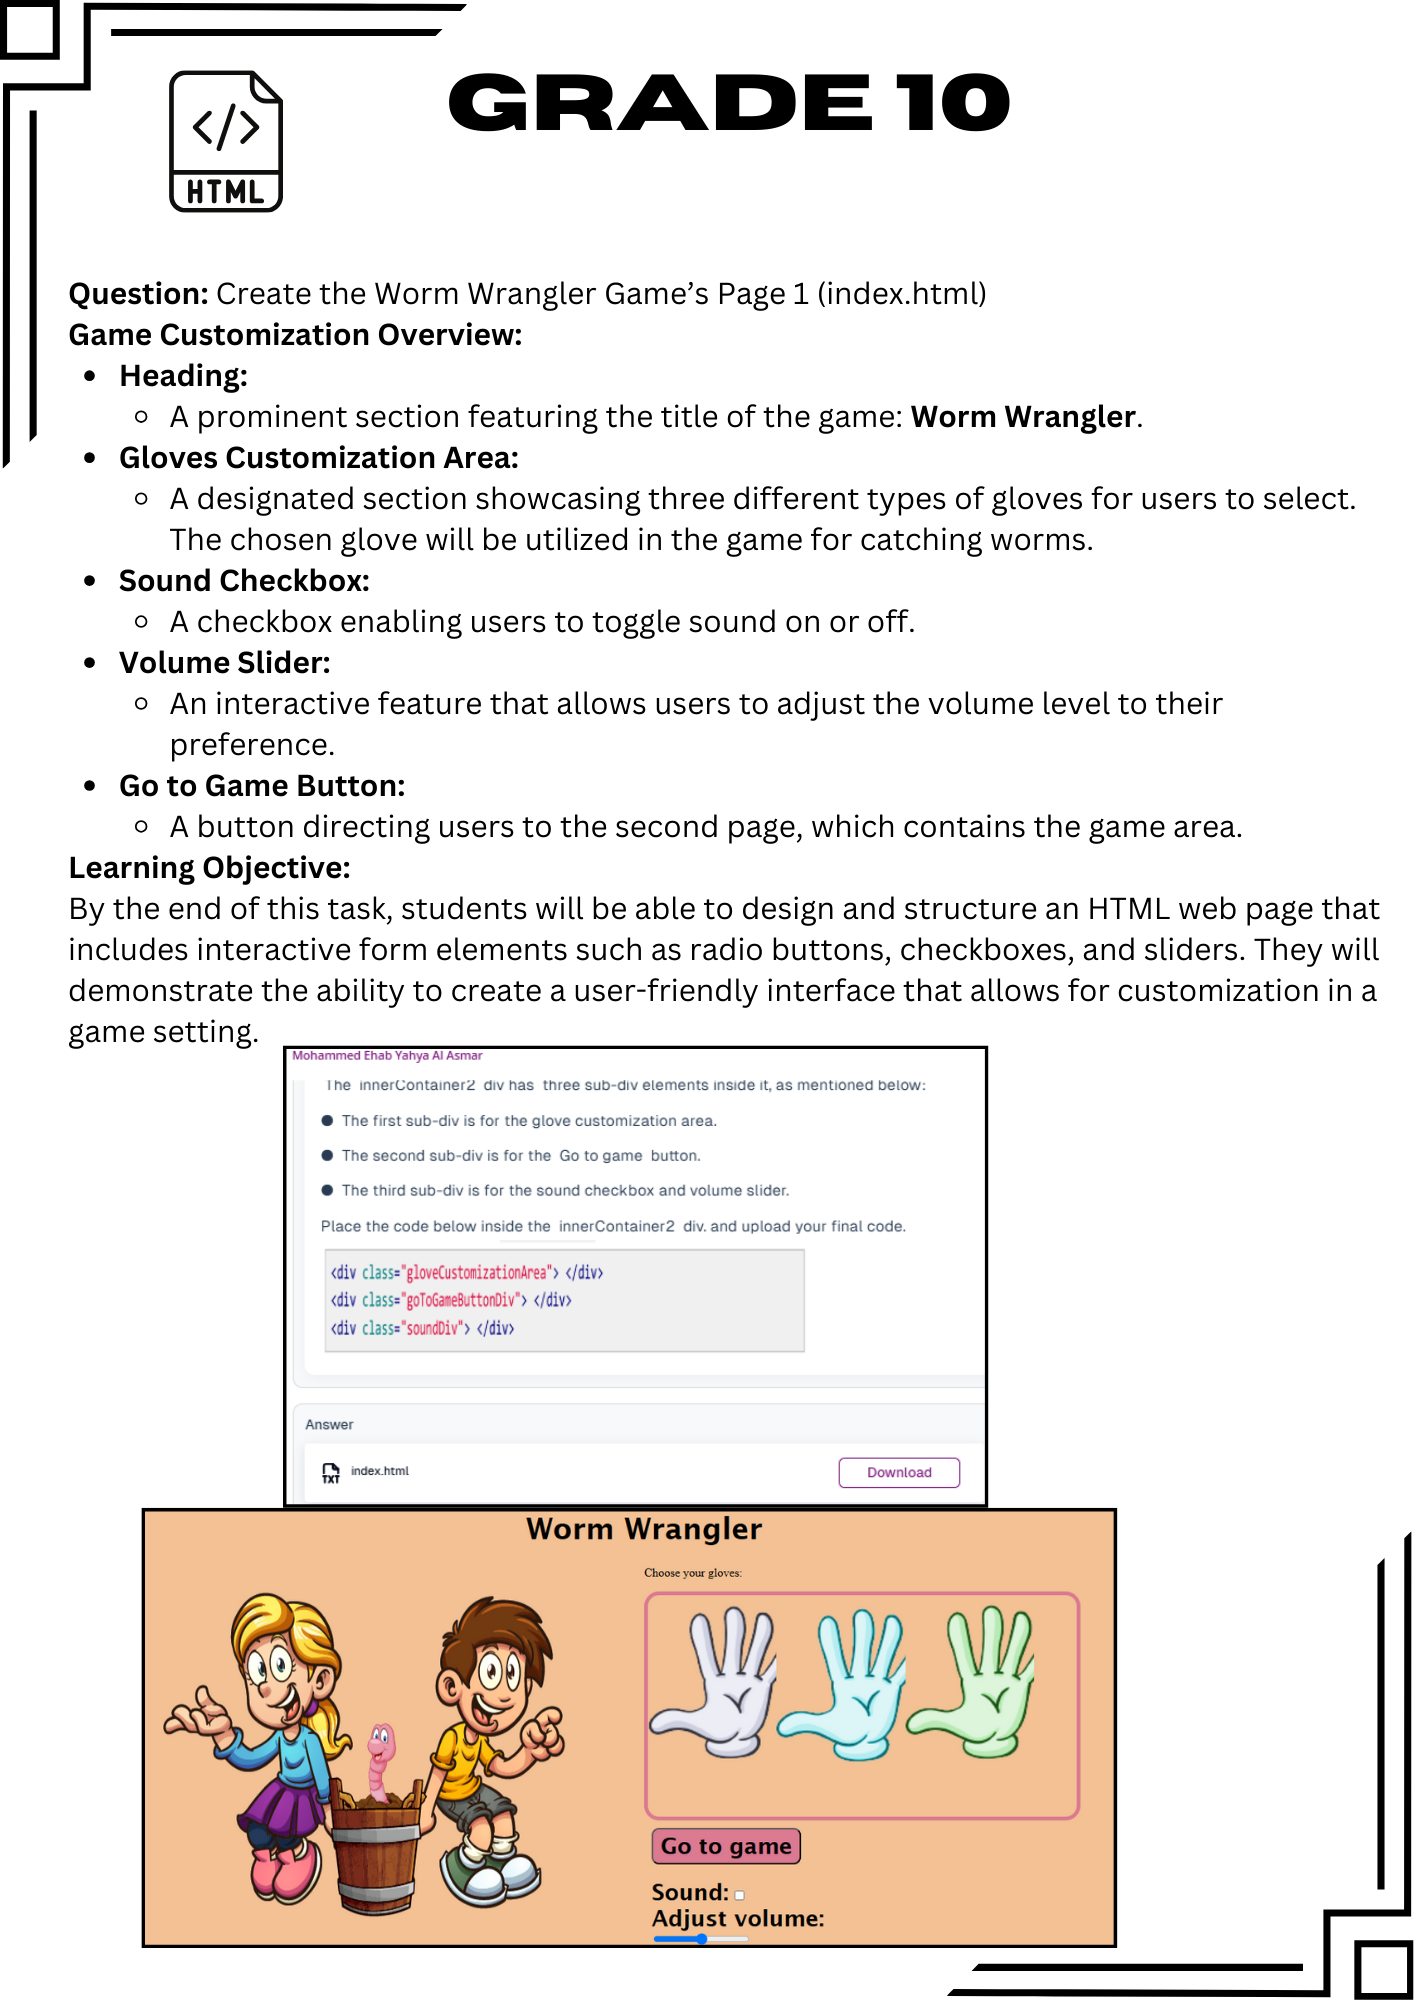 </>
HTML
GRADE 10
Question: Create the Worm Wrangler Game’s Page 1 (index.html)
Game Customization Overview:
Heading:
A prominent section featuring the title of the game: Worm Wrangler.
Gloves Customization Area:
A designated section showcasing three different types of gloves for users to select.
The chosen glove will be utilized in the game for catching worms.
Sound Checkbox:
A checkbox enabling users to toggle sound on or off.
Volume Slider:
An interactive feature that allows users to adjust the volume level to their
preference.
Go to Game Button:
A button directing users to the second page, which contains the game area.
Learning Objective:
By the end of this task, students will be able to design and structure an HTML web page that
includes interactive form elements such as radio buttons, checkboxes, and sliders. They will
demonstrate the ability to create a user-friendly interface that allows for customization in a
game setting.
Mohammed Ehab Yahya Al Asmar
The innerContainer2 div has three sub-div elements inside it, as mentioned below:
The first sub-div is for the glove customization area.
The second sub-div is for the Go to game button.
The third sub-div is for the sound checkbox and volume slider.
Place the code below inside the innerContainer2 div. and upload your final code.
<div class="gloveCustomizationArea"> </div>
<div class="goToGameButtonDiv"> </div>
<div class="soundDiv"> </div>
Answer
TXT
index.html
Download
Worm Wrangler
Choose your gloves:
Go to game
Sound:
Adjust volume: